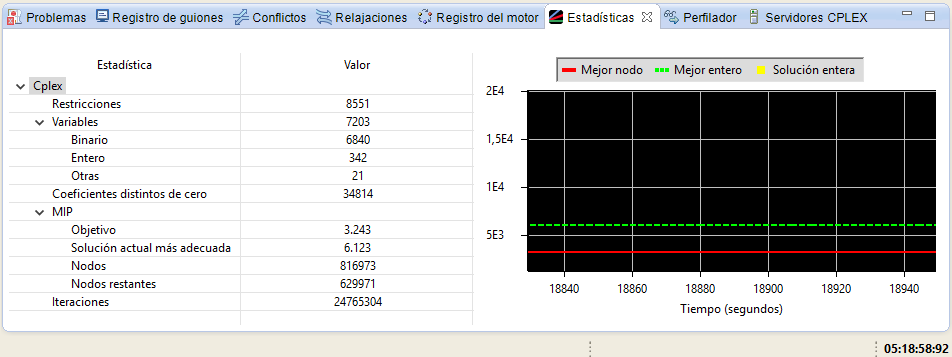 Problemas Registro de guiones Conflictos Relajaciones Registro del motor Estadísticas Perfilador Servidores CPLEX
Estadística Valor
Cplex
Restricciones 8551
Variables 7203
Binario 6840
Entero 342
Otras 21
Coeficientes distintos de cero 34814
MIP
Objetivo 3.243
Solución actual más adecuada 6.123
Nodos 816973
Nodos restantes 629971
Iteraciones 24765304
Mejor nodo Mejor entero Solución entera
2E4
1,5E4
1E4
5E3
18840 18860 18880 18900 18920 18940
Tiempo (segundos)
05:18:58:92